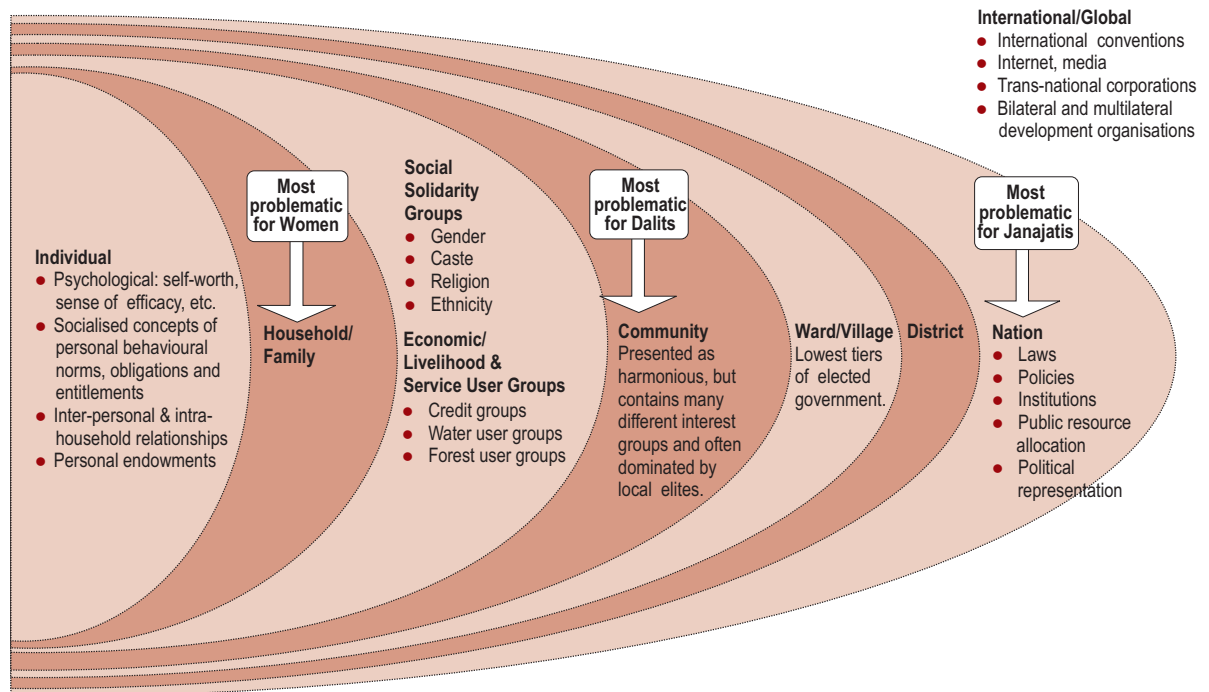 International/Global
International conventions
Internet, media
Trans-national corporations
Bilateral and multilateral
development organisations
Individual
Psychological: self-worth,
sense of efficacy, etc.
Socialised concepts of
personal behavioural
norms, obligations and
entitlements
Inter-personal & intra-
household relationships
Personal endowments
Most
problematic
for Women
Household/
Family
Social
Solidarity
Groups
Gender
Caste
Religion
Ethnicity
Economic/
Livelihood &
Service User Groups
Credit groups
Water user groups
Forest user groups
Most
problematic
for Dalits
Community
Presented as
harmonious, but
contains many
different interest
groups and often
dominated by
local elites.
Ward/Village
Lowest tiers
of elected
government.
District
Most
problematic
for Janajatis
Nation
Laws
Policies
Institutions
Public resource
allocation
Political
representation